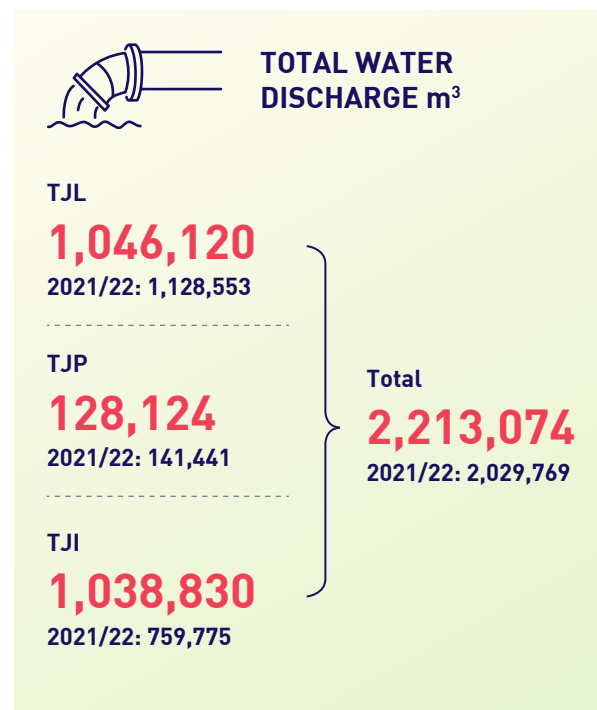 TOTAL WATER
DISCHARGE m³
TJL
1,046,120
2021/22: 1,128,553
TJP
128,124
2021/22: 141,441
TJI
1,038,830
2021/22: 759,775
Total
2,213,074
2021/22: 2,029,769